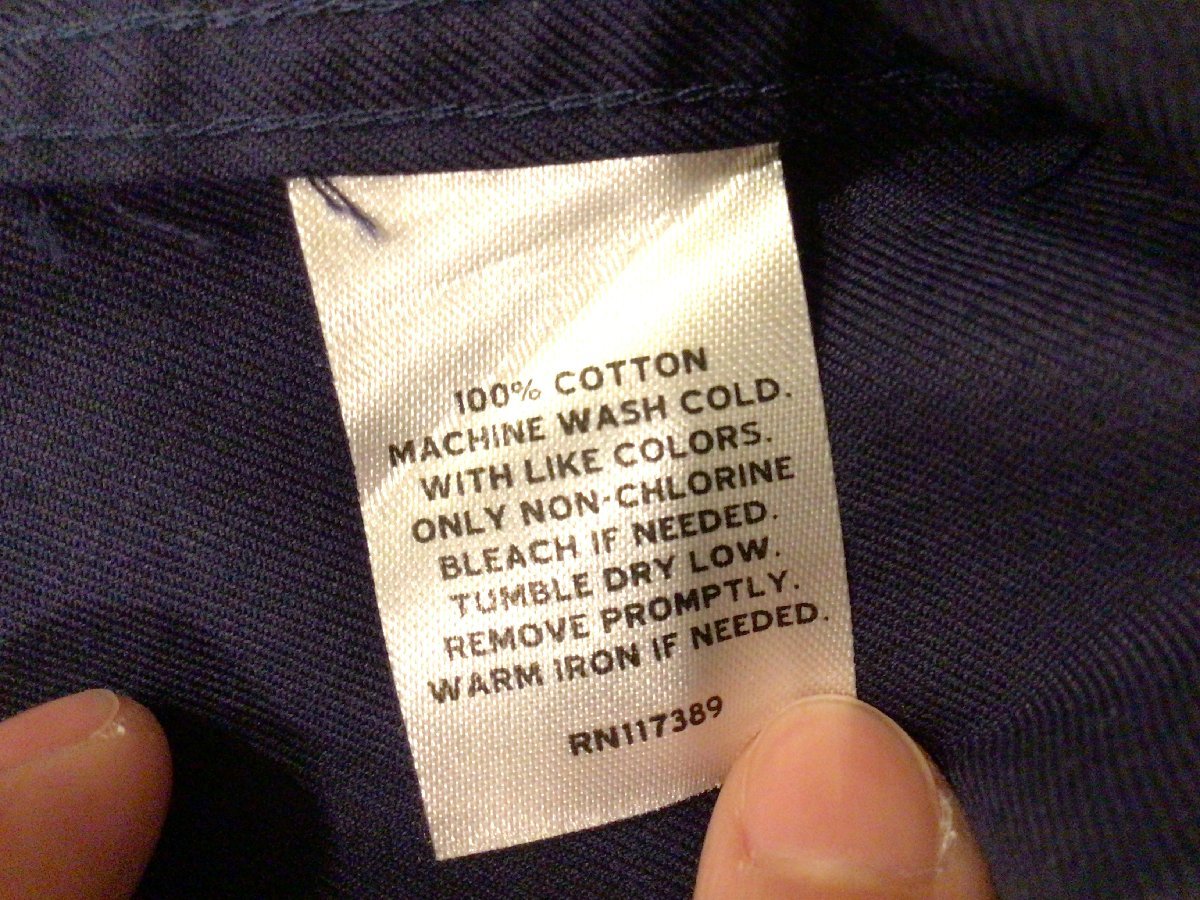 100% COTTON
MACHINE WASH COLD.
WITH LIKE COLORS.
ONLY NON-CHLORINE
BLEACH IF NEEDED.
TUMBLE DRY LOW.
REMOVE PROMPTLY.
WARM IRON IF NEEDED.
RN117389